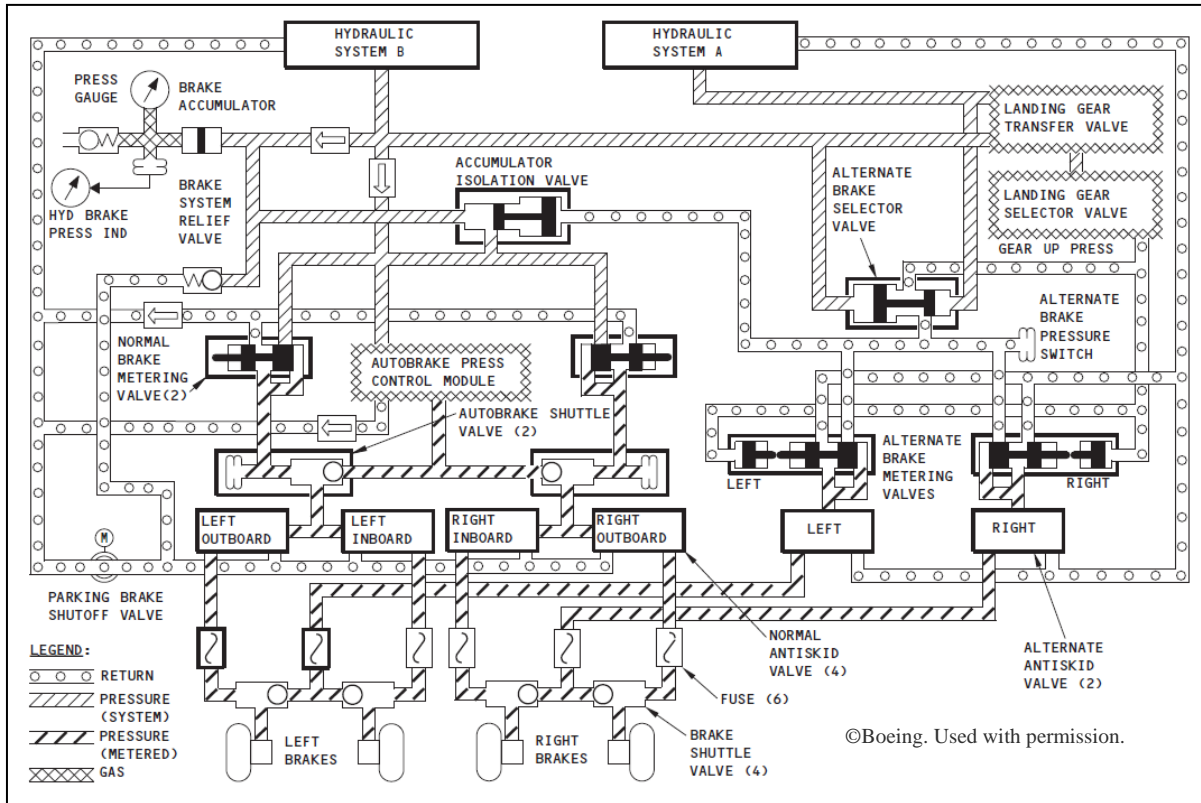 HYDRAULIC
SYSTEM B
HYDRAULIC
SYSTEM A
PRESS
GAUGE
BRAKE
ACCUMULATOR
LANDING GEAR
TRANSFER VALVE
ACCUMULATOR
ISOLATION VALVE
ALTERNATE
BRAKE
SELECTOR
VALVE
LANDING GEAR
SELECTOR VALVE
GEAR UP PRESS
HYD BRAKE
PRESS IND
BRAKE
SYSTEM
RELIEF
VALVE
ALTERNATE
BRAKE
PRESSURE
SWITCH
NORMAL
BRAKE
METERING
VALVE(2)
AUTOBRAKE PRESS
CONTROL MODULE
AUTOBRAKE SHUTTLE
VALVE (2)
LEFT
ALTERNATE
BRAKE
METERING
VALVES
RIGHT
LEFT
OUTBOARD
LEFT
INBOARD
RIGHT
INBOARD
RIGHT
OUTBOARD
LEFT
RIGHT
M
PARKING BRAKE
SHUTOFF VALVE
NORMAL
ANTISKID
VALVE (4)
ALTERNATE
ANTISKID
VALVE (2)
FUSE (6)
LEGEND:
RETURN
PRESSURE
(SYSTEM)
PRESSURE
(METERED)
GAS
LEFT
BRAKES
RIGHT
BRAKES
BRAKE
SHUTTLE
VALVE (4)
©Boeing. Used with permission.